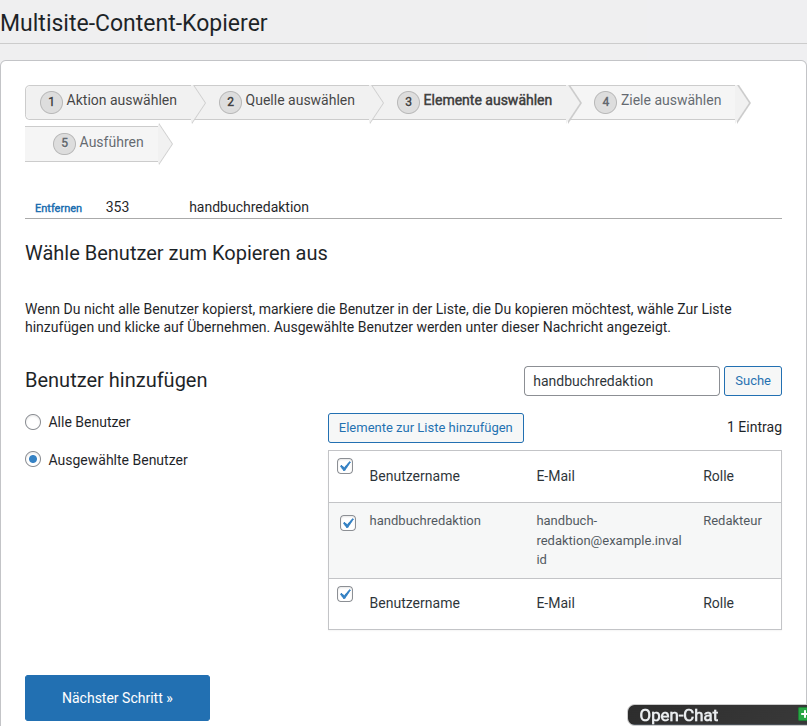 Multisite-Content-Kopierer
1 Aktion auswählen 2 Quelle auswählen 3 Elemente auswählen 4 Ziele auswählen
5 Ausführen
Entfernen 353 handbuchredaktion
Wähle Benutzer zum Kopieren aus
Wenn Du nicht alle Benutzer kopierst, markiere die Benutzer in der Liste, die Du kopieren möchtest, wähle Zur Liste
hinzufügen und klicke auf Übernehmen. Ausgewählte Benutzer werden unter dieser Nachricht angezeigt.
Benutzer hinzufügen handbuchredaktion Suche
Alle Benutzer Elemente zur Liste hinzufügen 1 Eintrag
Ausgewählte Benutzer
Benutzername E-Mail Rolle
handbuchredaktion handbuch- Redakteur
redaktion@example.inval
id
Benutzername E-Mail Rolle
Nächster Schritt »
Open-Chat